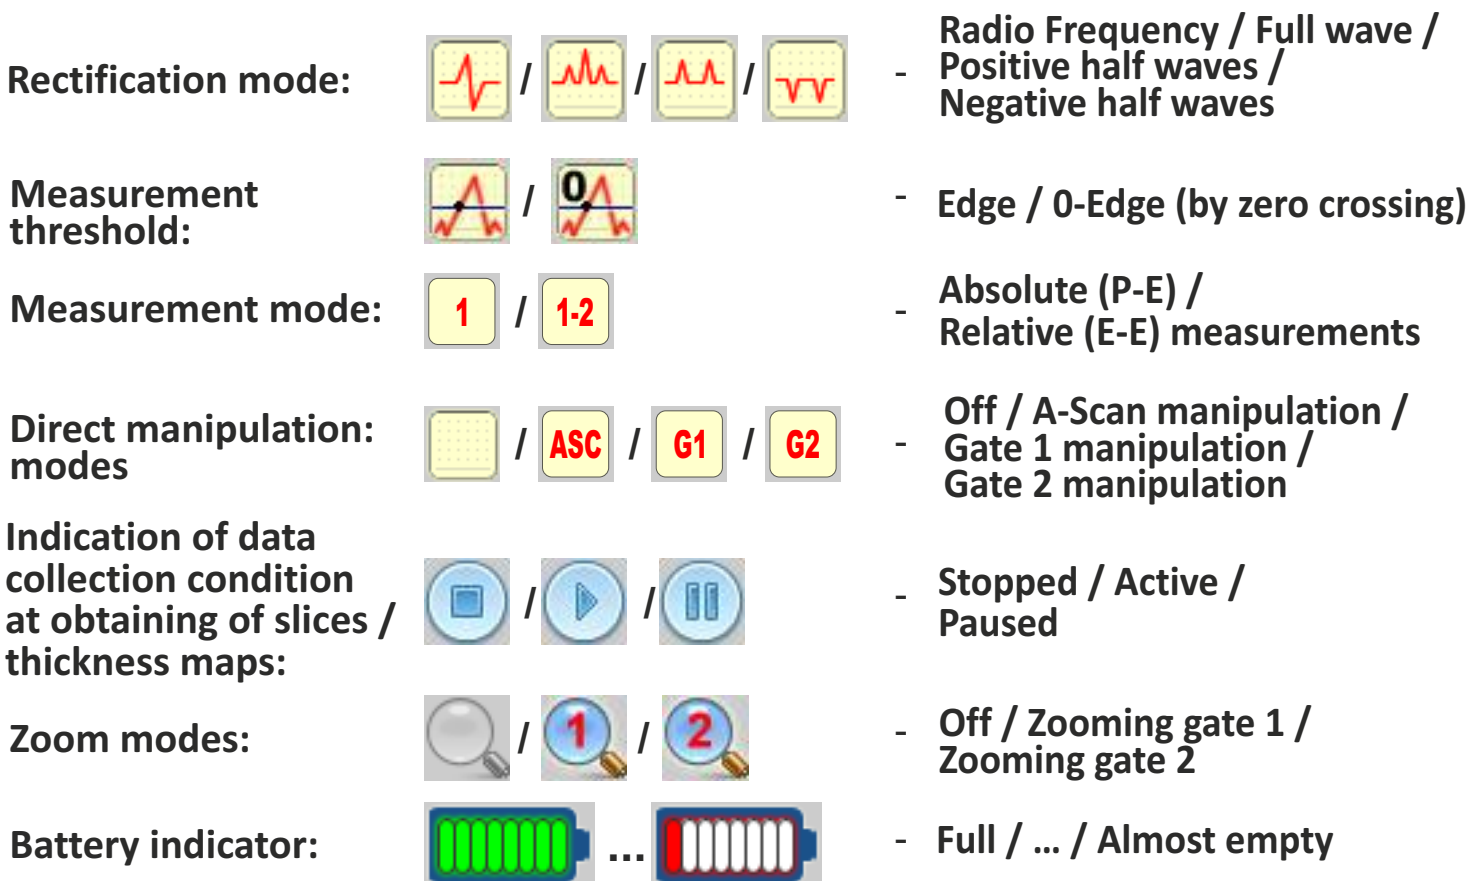 Rectification mode: / / / - Radio Frequency / Full wave /
Positive half waves /
Negative half waves
Measurement
threshold: / 0 - Edge / 0-Edge (by zero crossing)
Measurement mode: 1 / 1-2 - Absolute (P-E) /
Relative (E-E) measurements
Direct manipulation:
modes / ASC / G1 / G2 - Off / A-Scan manipulation /
Gate 1 manipulation /
Gate 2 manipulation
Indication of data
collection condition
at obtaining of slices /
thickness maps: / / - Stopped / Active /
Paused
Zoom modes: / 1 / 2 - Off / Zooming gate 1 /
Zooming gate 2
Battery indicator: ... - Full / ... / Almost empty